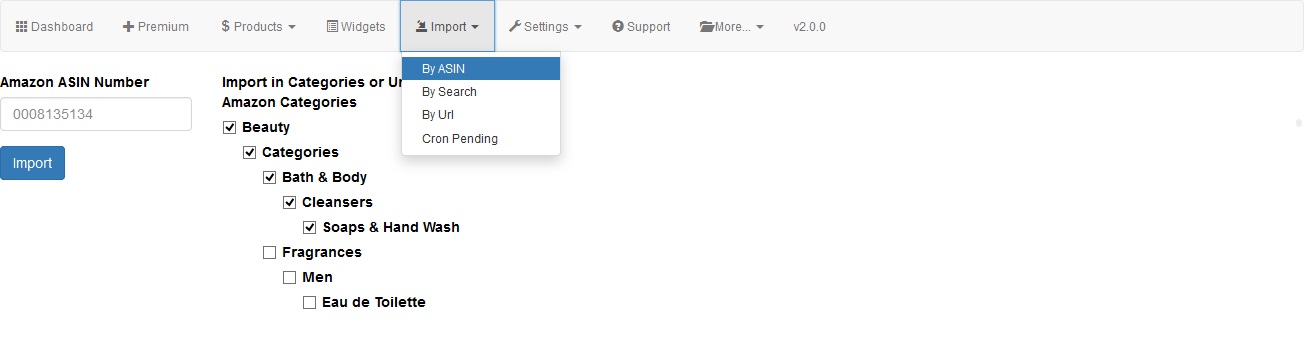 Dashboard Premium $ Products Widgets Import Settings Support More... v2.0.0
By ASIN
By Search
By Url
Cron Pending
Amazon ASIN Number
0008135134
Import
Import in Categories or
Amazon Categories
Beauty
Categories
Bath & Body
Cleansers
Soaps & Hand Wash
Fragrances
Men
Eau de Toilette